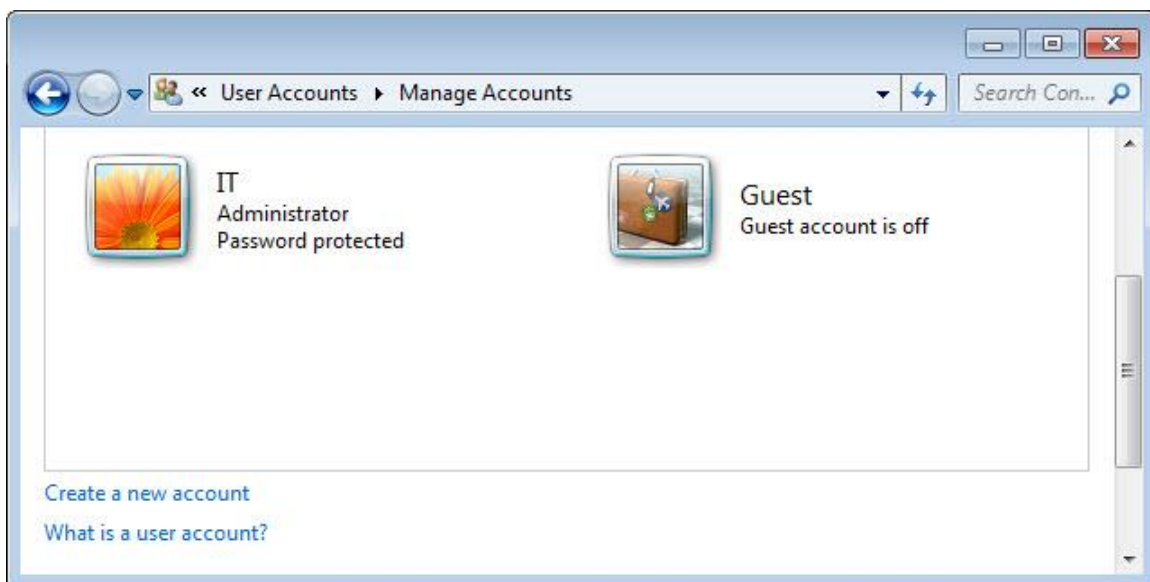 « User Accounts ▸ Manage Accounts
Search Con...
IT
Administrator
Password protected
Guest
Guest account is off
Create a new account
What is a user account?